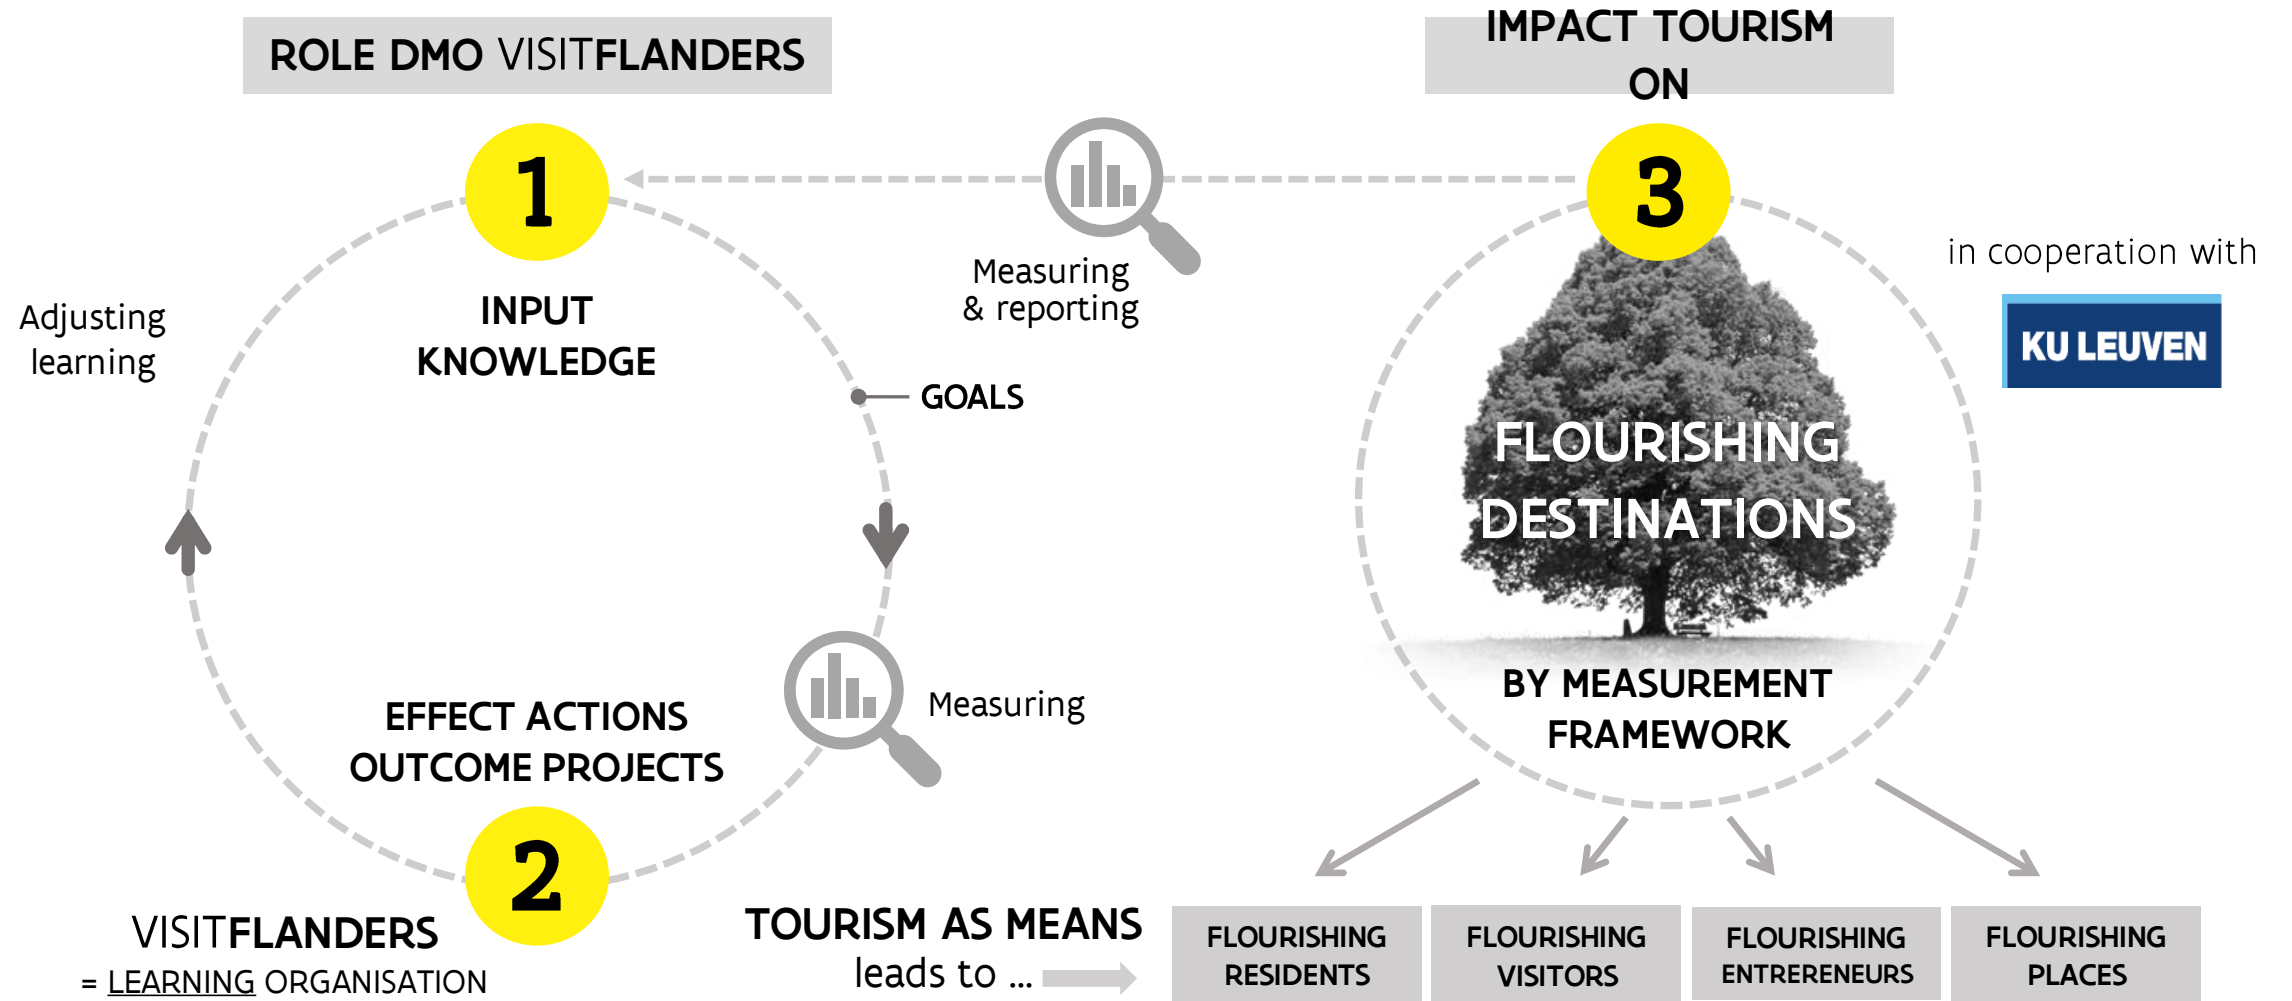 ROLE DMO VISITFLANDERS
IMPACT TOURISM
ON
1
3
INPUT
KNOWLEDGE
Adjusting
learning
Measuring
& reporting
GOALS
in cooperation with
KU LEUVEN
FLOURISHING
DESTINATIONS
BY MEASUREMENT
FRAMEWORK
Measuring
EFFECT ACTIONS
OUTCOME PROJECTS
2
VISITFLANDERS
= LEARNING ORGANISATION
TOURISM AS MEANS
leads to ...
FLOURISHING
RESIDENTS
FLOURISHING
VISITORS
FLOURISHING
ENTRERENEURS
FLOURISHING
PLACES